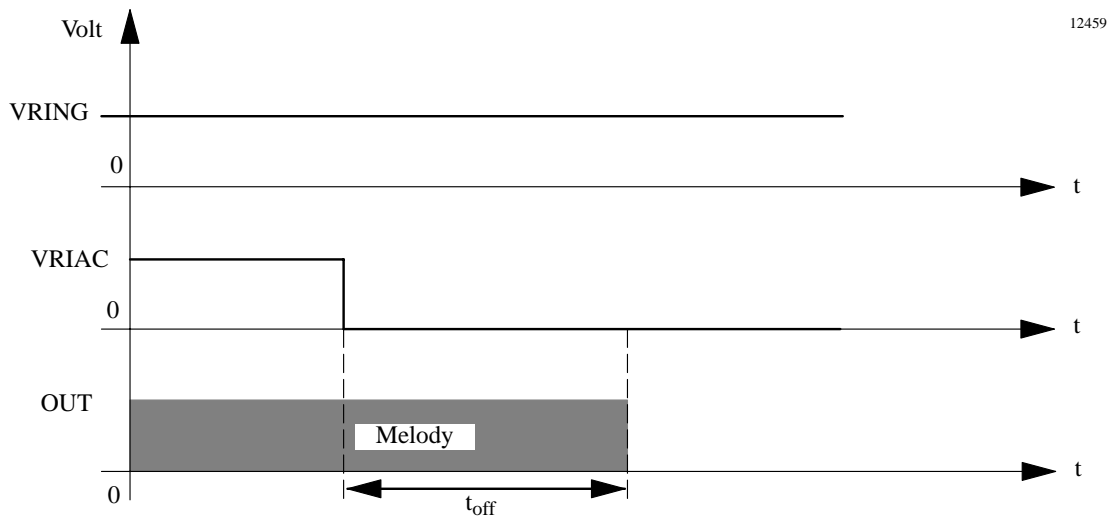 Volt
12459
VRING
0
t
VRIAC
0
t
OUT
Melody
t
0
toff